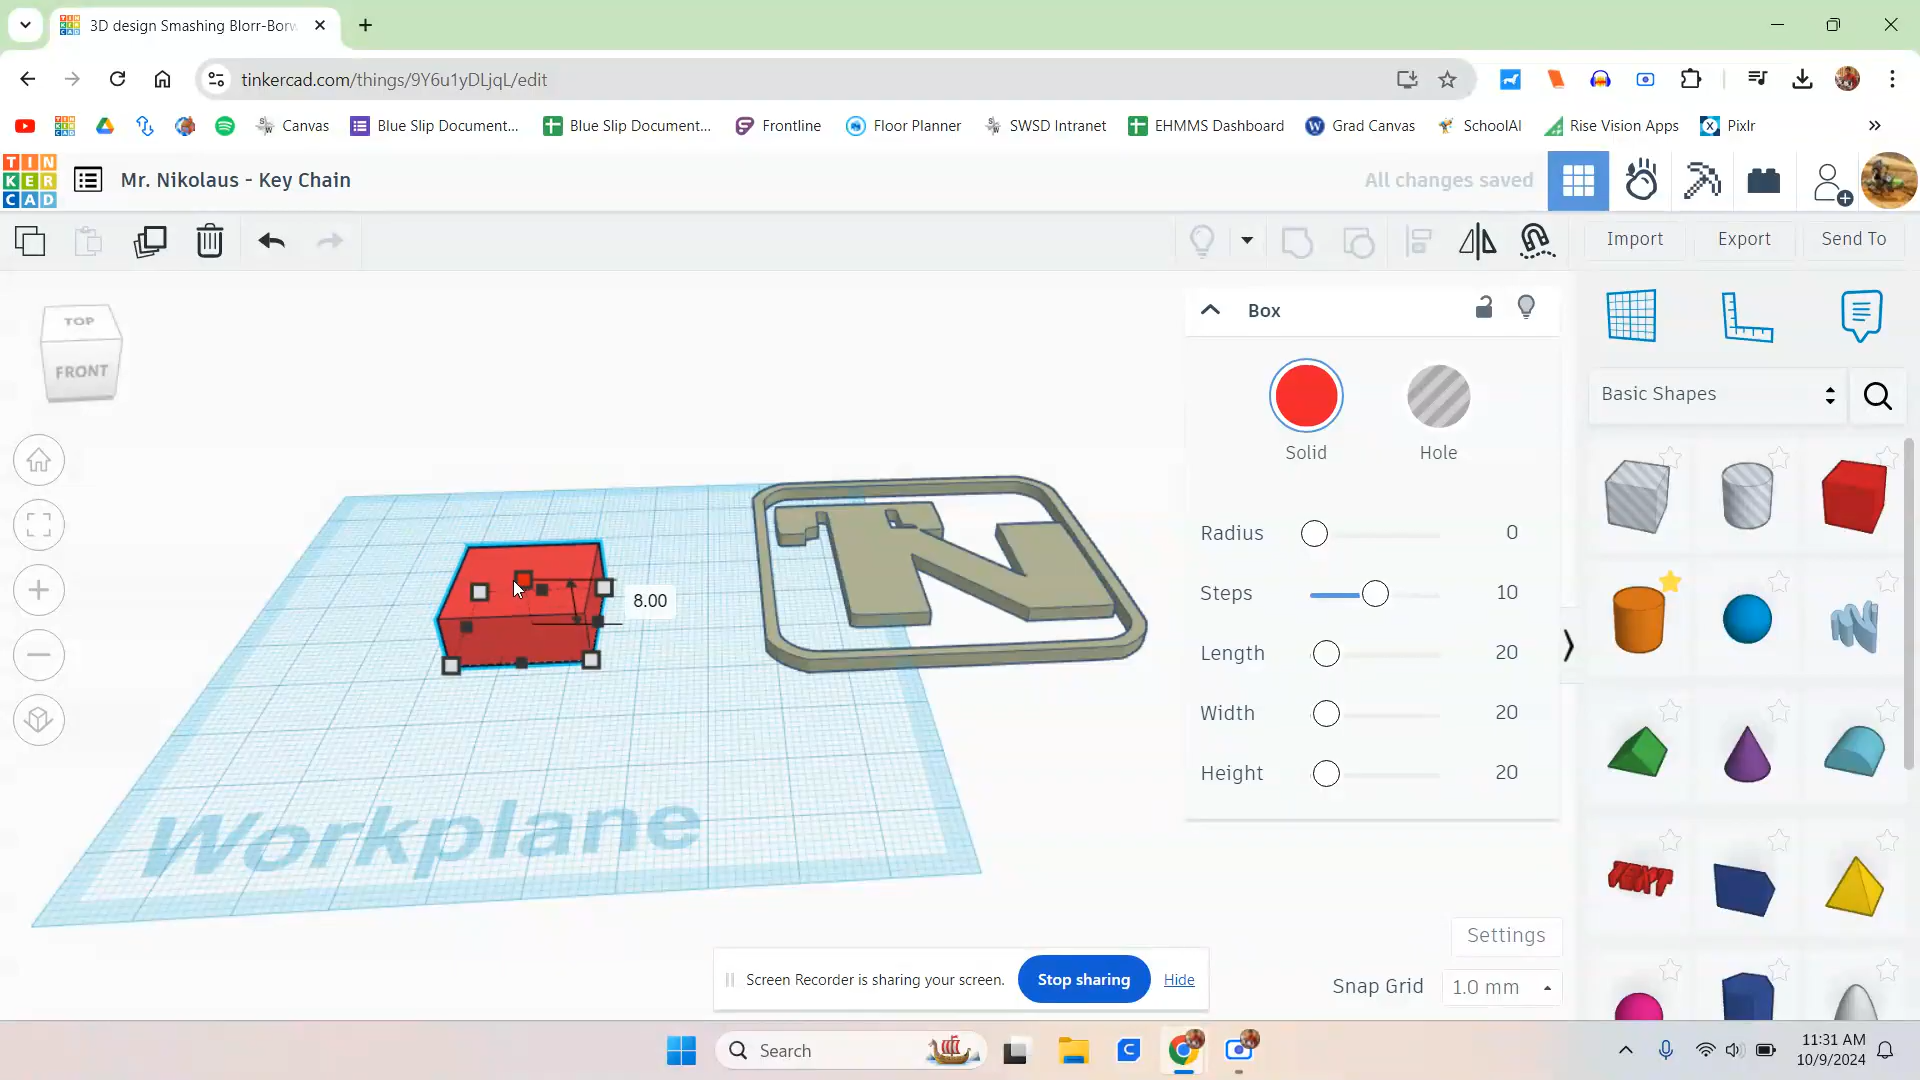 3D design Smashing Blorr-Borw
tinkercad.com/things/9Y6u1yDLjqL/edit
Canvas
Blue Slip Document...
Blue Slip Document...
Frontline
Floor Planner
SWSD Intranet
EHMMS Dashboard
Grad Canvas
SchoolAI
Rise Vision Apps
Pixlr
TIN
KER
CAD
Mr. Nikolaus - Key Chain
All changes saved
Import
Export
Send To
TOP
FRONT
Box
Solid
Hole
Radius 0
Steps 10
Length 20
Width 20
Height 20
Basic Shapes
8.00
TN
TEXT
Workplane
Settings
Snap Grid 1.0 mm
Screen Recorder is sharing your screen.
Stop sharing
Hide
Search
11:31 AM
10/9/2024